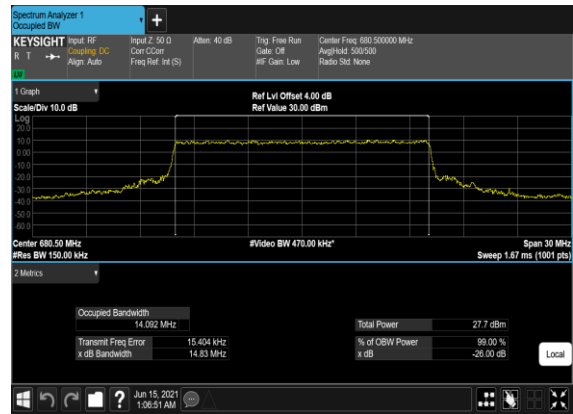 Spectrum Analyzer 1
Occupied BW
+
KEYSIGHT Input: RF Input Z: 50 Ω Atten: 40 dB Trig: Free Run Center Freq: 680.500000 MHz
R T Coupling: DC Corr CCorr Gate: Off Avg|Hold: 500/500
Align: Auto Freq Ref: Int (S) #IF Gain: Low Radio Std: None
LXI
1 Graph
Ref Lvl Offset 4.00 dB
Scale/Div 10.0 dB Ref Value 30.00 dBm
Log
20.0
10.0
0.00
-10.0
-20.0
-30.0
-40.0
-50.0
-60.0
Center 680.50 MHz #Video BW 470.00 kHz* Span 30 MHz
#Res BW 150.00 kHz Sweep 1.67 ms (1001 pts)
2 Metrics
Occupied Bandwidth
14.092 MHz Total Power 27.7 dBm
Transmit Freq Error 15.404 kHz % of OBW Power 99.00 %
x dB Bandwidth 14.83 MHz x dB -26.00 dB
Local
? Jun 15, 2021
1:06:51 AM